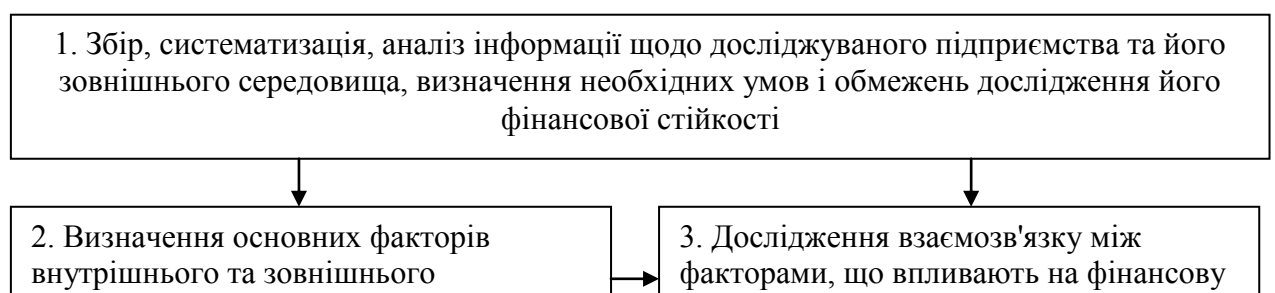 1. Збір, систематизація, аналіз інформації щодо досліджуваного підприємства та його
зовнішнього середовища, визначення необхідних умов і обмежень дослідження його
фінансової стійкості
2. Визначення основних факторів
внутрішнього та зовнішнього
3. Дослідження взаємозв'язку між
факторами, що впливають на фінансову